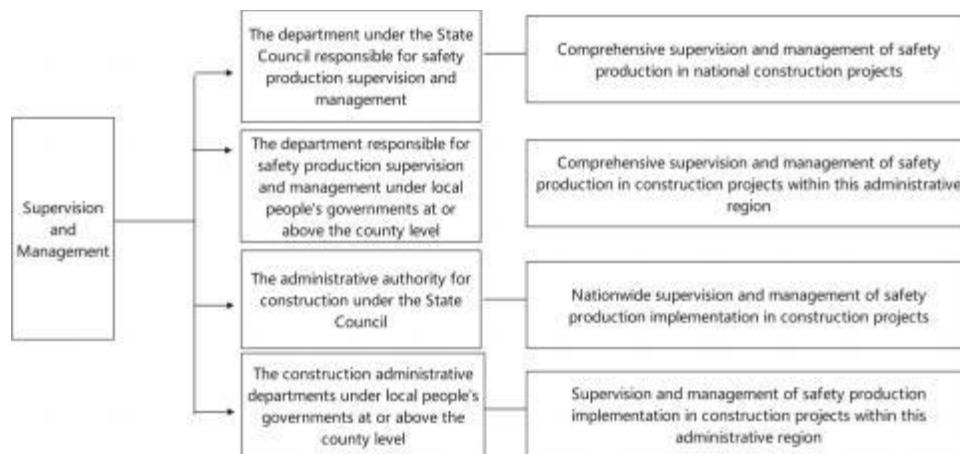 Supervision
and
Management
The department under the State
Council responsible for safety
production supervision and
management
Comprehensive supervision and management of safety
production in national construction projects
The department responsible for
safety production supervision
and management under local
people's governments at or
above the county level
Comprehensive supervision and management of safety
production in construction projects within this administrative
region
The administrative authority for
construction under the State
Council
Nationwide supervision and management of safety
production implementation in construction projects
The construction administrative
departments under local people's
governments at or above the
county level
Supervision and management of safety production
implementation in construction projects within this
administrative region